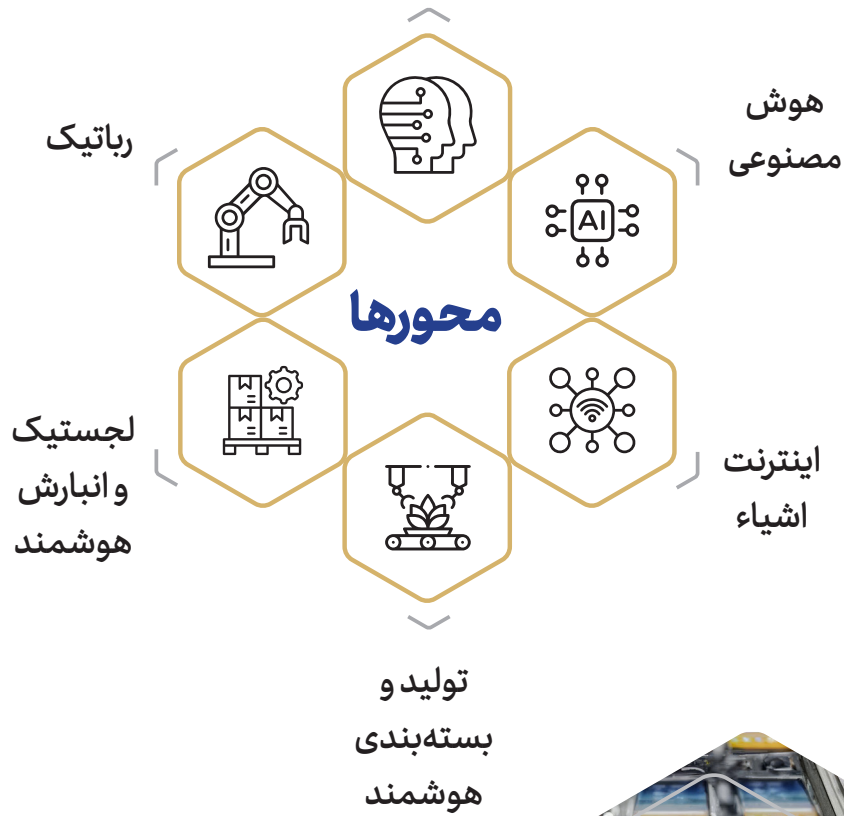 هوش
مصنوعی
رباتیک
AI
محورها
لجستیک
و انبارش
هوشمند
اینترنت
اشیاء
تولید و
بسته‌بندی
هوشمند